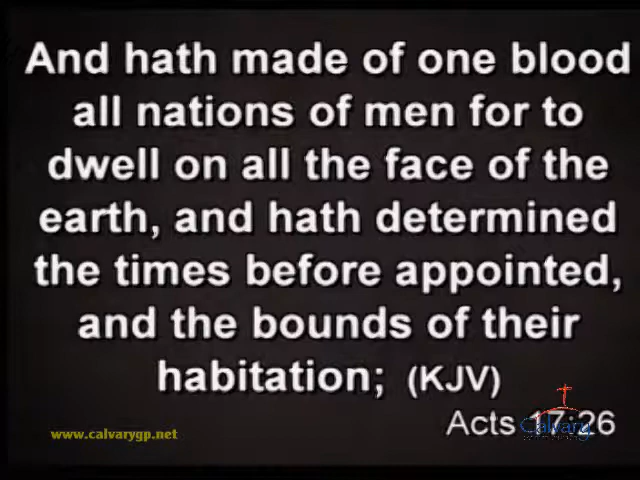 And hath made of one blood
all nations of men for to
dwell on all the face of the
earth, and hath determined
the times before appointed,
and the bounds of their
habitation; (KJV)
Acts 17:26
www.calvarygp.net
Calvary